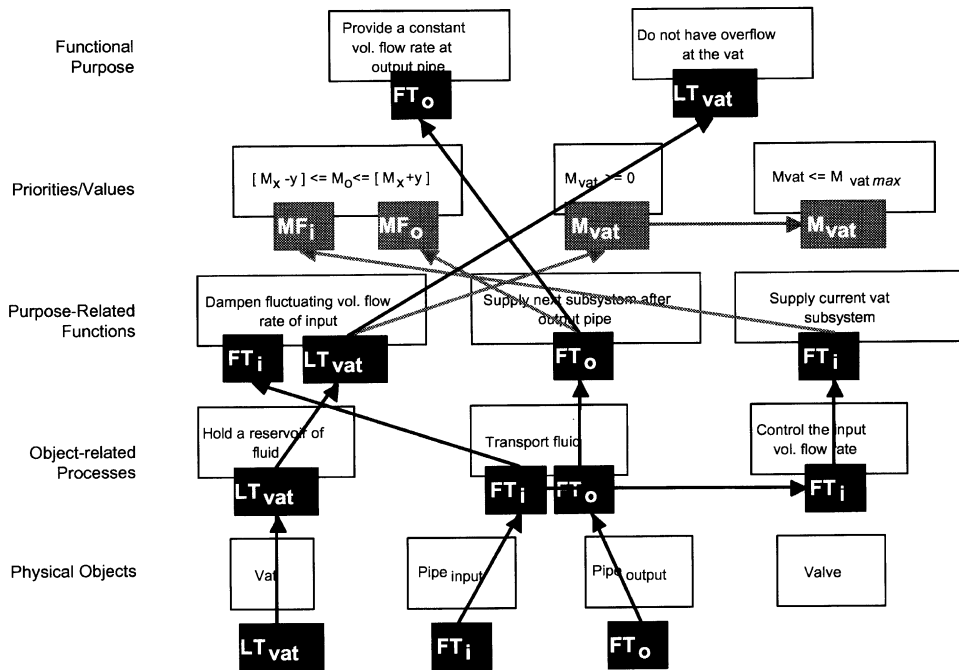 Functional
Purpose
Provide a constant
vol. flow rate at
output pipe
FTo
Do not have overflow
at the vat
LTvat
Priorities/Values
[ Mx -y ] <= Mo<= [ Mx+y ]
MFi
MFo
Mvat >= 0
Mvat
Mvat <= M vat max
Mvat
Purpose-Related
Functions
Dampen fluctuating vol. flow
rate of input
FTi
LTvat
Supply next subsystem after
output pipe
FTo
Supply current vat
subsystem
FTi
Object-related
Processes
Hold a reservoir of
fluid
LTvat
Transport fluid
FTi
FTo
Control the input
vol. flow rate
FTi
Physical Objects
Vat
Pipe input
Pipe output
Valve
LTvat
FTi
FTo